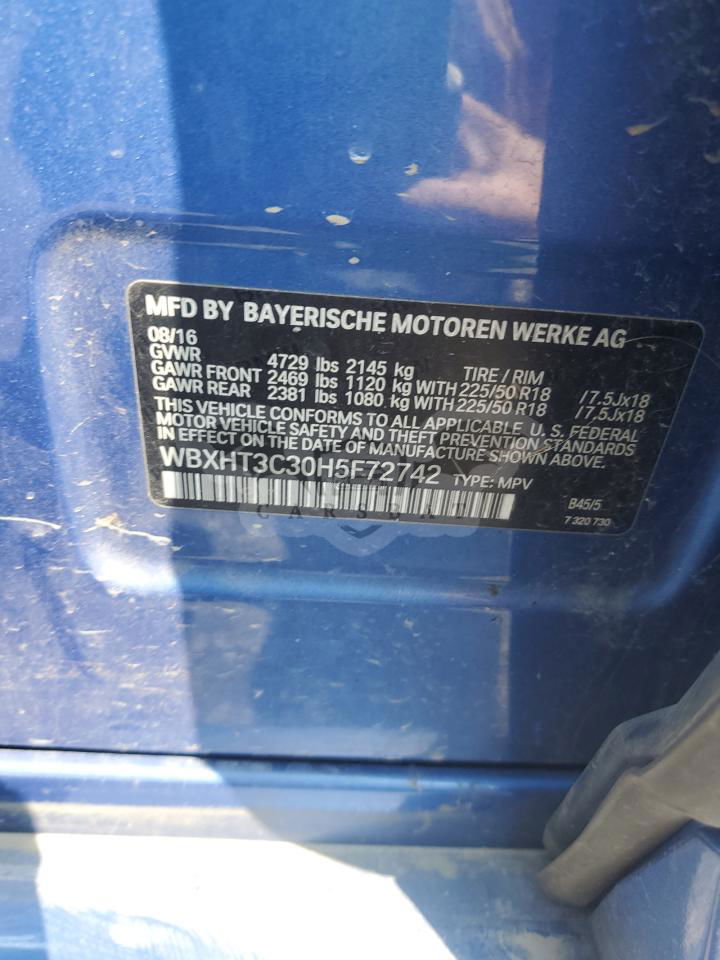 MFD BY BAYERISCHE MOTOREN WERKE AG
08/16
GVWR 4729 lbs 2145 kg TIRE / RIM
GAWR FRONT 2469 lbs 1120 kg WITH 225/50 R18 /7.5Jx18
GAWR REAR 2381 lbs 1080 kg WITH 225/50 R18 /7.5Jx18
THIS VEHICLE CONFORMS TO ALL APPLICABLE U. S. FEDERAL
MOTOR VEHICLE SAFETY AND THEFT PREVENTION STANDARDS
IN EFFECT ON THE DATE OF MANUFACTURE SHOWN ABOVE.
WBXHT3C30H5F72742 TYPE: MPV
B45/5
7 320 730